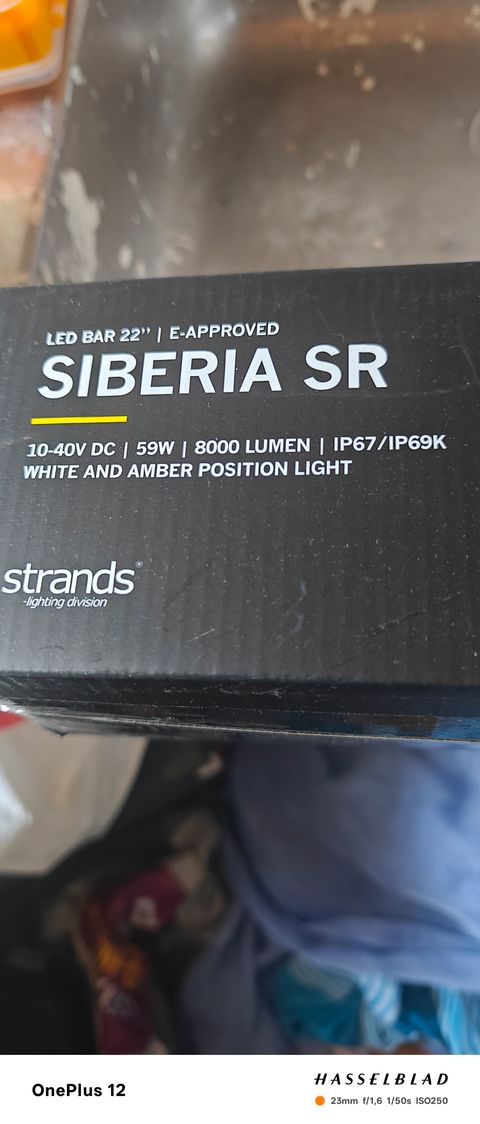 LED BAR 22’’ | E-APPROVED
SIBERIA SR
10-40V DC | 59W | 8000 LUMEN | IP67/IP69K
WHITE AND AMBER POSITION LIGHT
strands®
-lighting division
OnePlus 12
HASSELBLAD
23mm f/1,6 1/50s ISO250